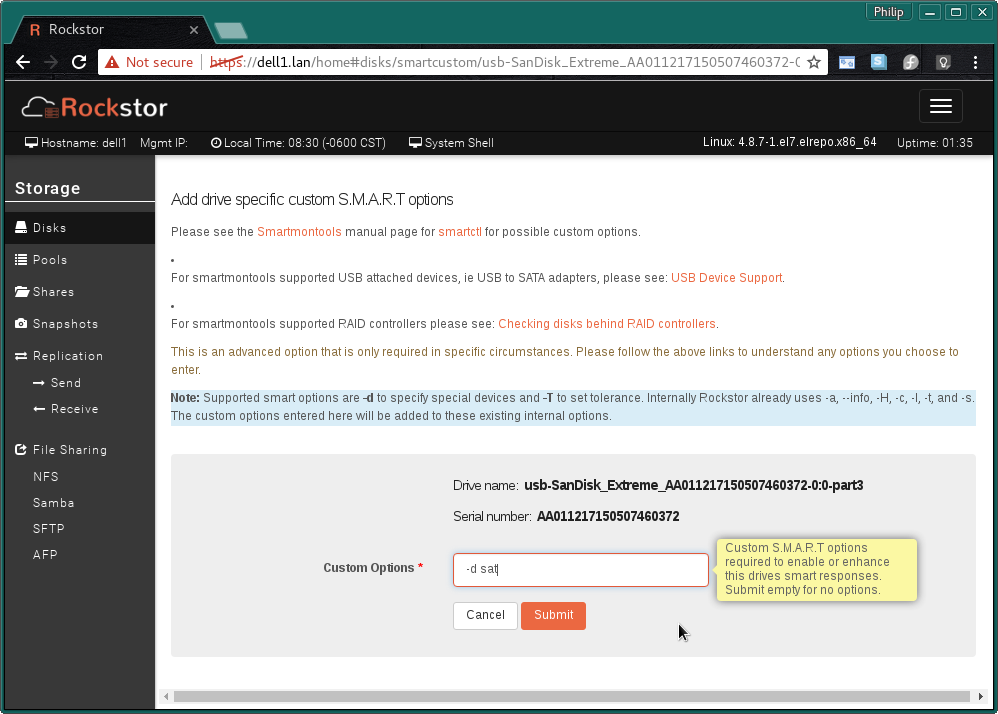 Philip
R Rockstor
Not secure https://dell1.lan/home#disks/smartcustom/usb-SanDisk_Extreme_AA011217150507460372-0
Rockstor
Hostname: dell1 Mgmt IP: Local Time: 08:30 (-0600 CST) System Shell Linux: 4.8.7-1.el7.elrepo.x86_64 Uptime: 01:35
Storage
Disks
Pools
Shares
Snapshots
Replication
Send
Receive
File Sharing
NFS
Samba
SFTP
AFP
Add drive specific custom S.M.A.R.T options
Please see the Smartmontools manual page for smartctl for possible custom options.
•
For smartmontools supported USB attached devices, ie USB to SATA adapters, please see: USB Device Support.
•
For smartmontools supported RAID controllers please see: Checking disks behind RAID controllers.
This is an advanced option that is only required in specific circumstances. Please follow the above links to understand any options you choose to
enter.
Note: Supported smart options are -d to specify special devices and -T to set tolerance. Internally Rockstor already uses -a, --info, -H, -c, -l, -t, and -s.
The custom options entered here will be added to these existing internal options.
Drive name: usb-SanDisk_Extreme_AA011217150507460372-0:0-part3
Serial number: AA011217150507460372
Custom Options * -d sat
Custom S.M.A.R.T options
required to enable or enhance
this drives smart responses.
Submit empty for no options.
Cancel Submit